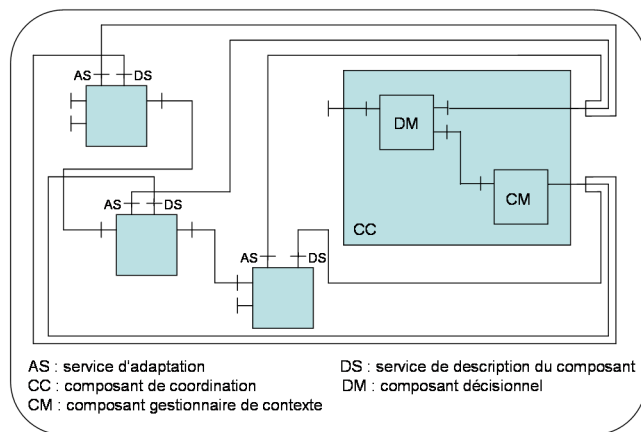 AS DS
DM
AS DS
CM
CC
AS DS
AS : service d'adaptation
DS : service de description du composant
CC : composant de coordination
DM : composant décisionnel
CM : composant gestionnaire de contexte